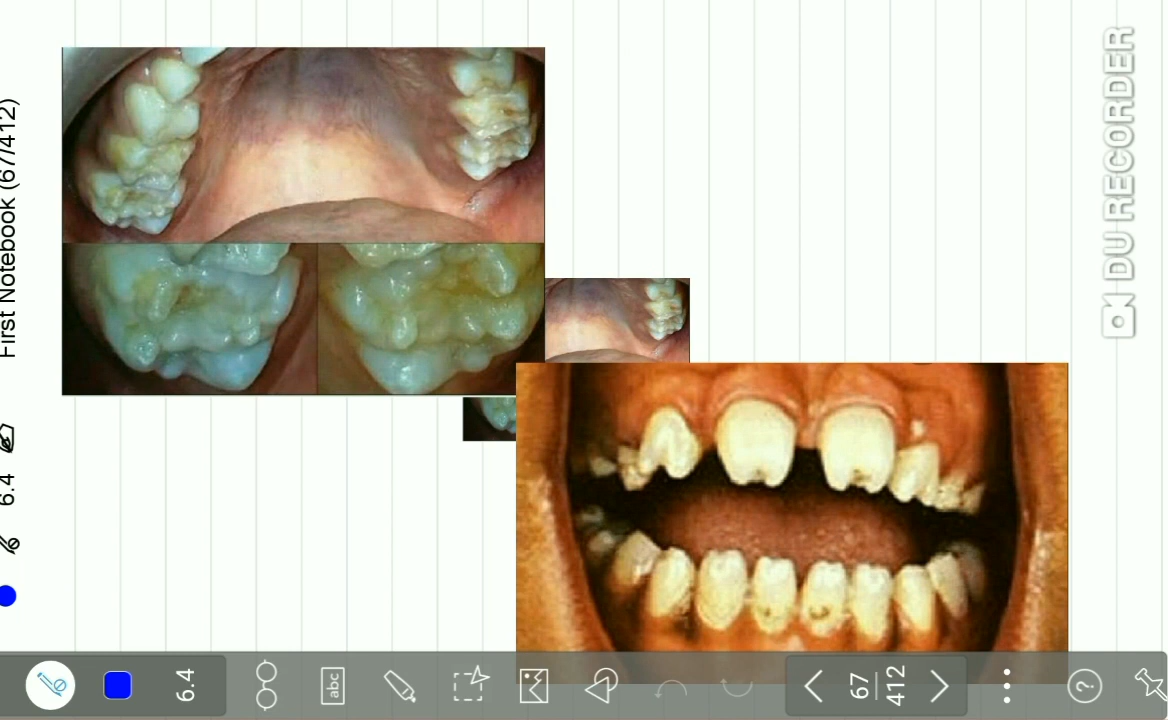 First Notebook (67/412)
6.4
6.4
abc
67
412
?
DU RECORDER